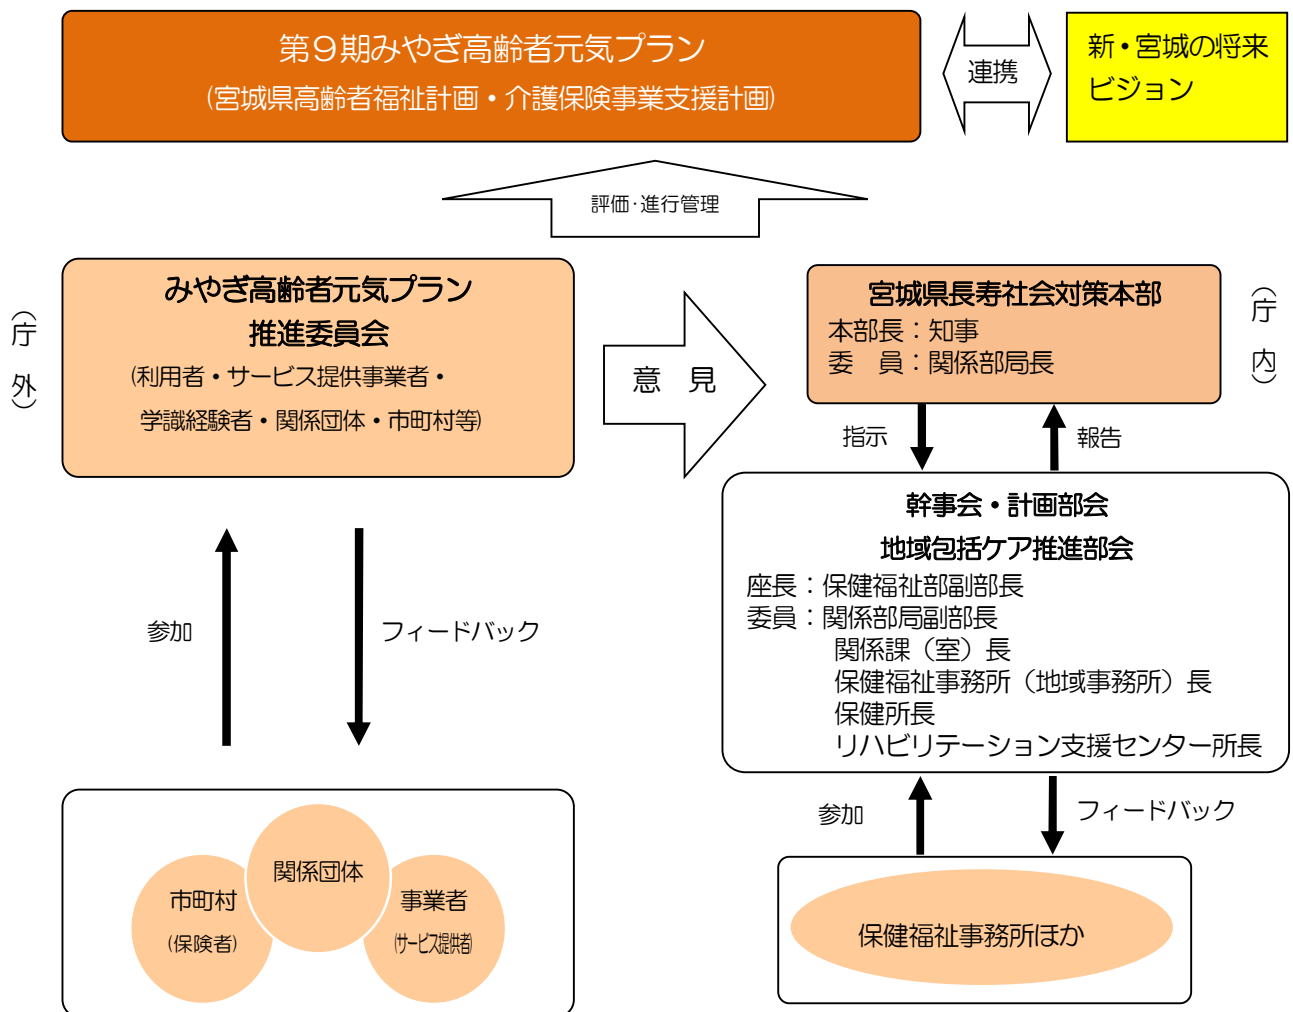 第９期みやぎ高齢者元気プラン
(宮城県高齢者福祉計画・介護保険事業支援計画)
連携
新・宮城の将来
ビジョン
評価･進行管理
（庁外）
みやぎ高齢者元気プラン
推進委員会
(利用者・サービス提供事業者・
学識経験者・関係団体・市町村等)
意　見
宮城県長寿社会対策本部
本部長：知事
委　員：関係部局長
（庁内）
指示
報告
幹事会・計画部会
地域包括ケア推進部会
座長：保健福祉部副部長
委員：関係部局副部長
関係課（室）長
保健福祉事務所（地域事務所）長
保健所長
リハビリテーション支援センター所長
参加
フィードバック
関係団体
市町村
(保険者)
事業者
(サービス提供者)
参加
フィードバック
保健福祉事務所ほか